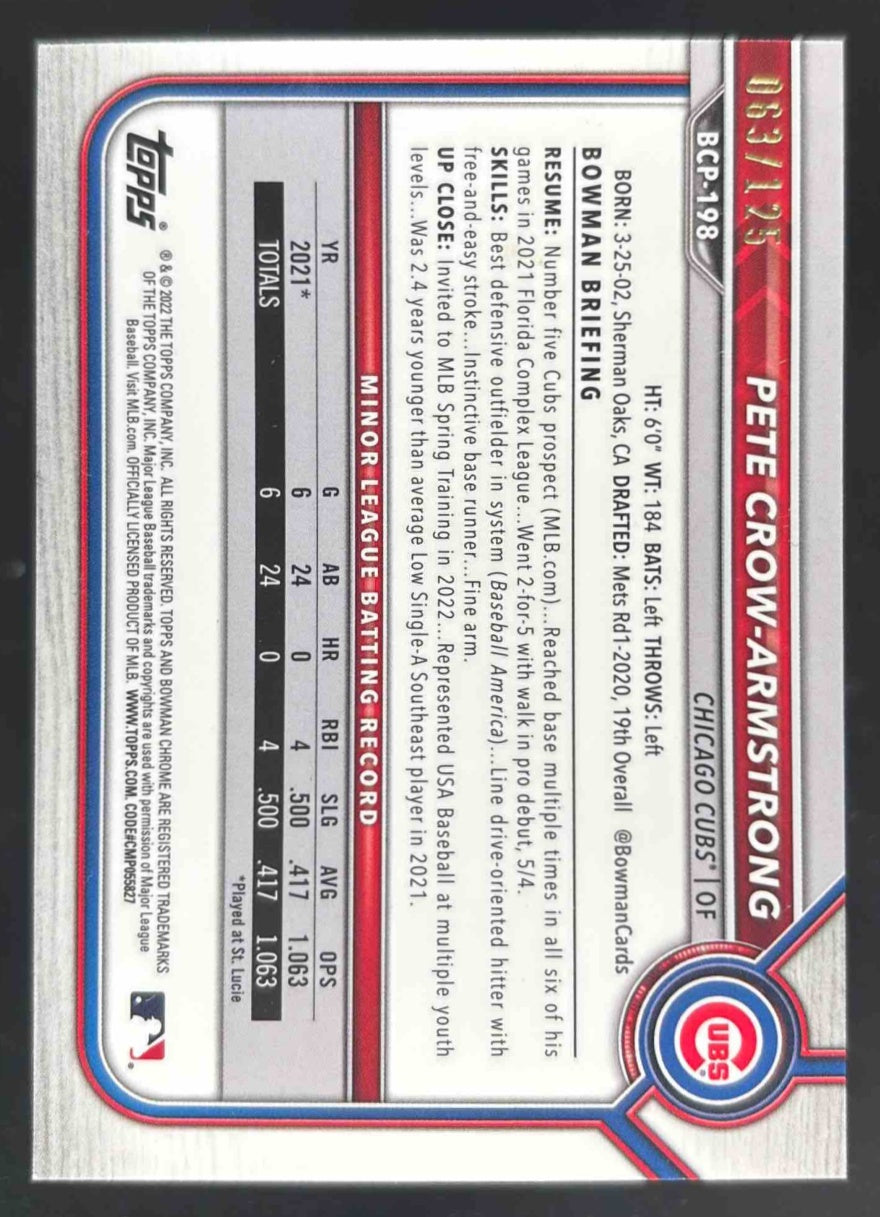 063/125
PETE CROW-ARMSTRONG
BCP-198
CHICAGO CUBS® | OF
CUBS®
HT: 6'0" WT: 184 BATS: Left THROWS: Left
BORN: 3-25-02, Sherman Oaks, CA DRAFTED: Mets Rd1-2020, 19th Overall @BowmanCards
BOWMAN BRIEFING
RESUME: Number five Cubs prospect (MLB.com)...Reached base multiple times in all six of his
games in 2021 Florida Complex League...Went 2-for-5 with walk in pro debut, 5/4.
SKILLS: Best defensive outfielder in system (Baseball America)...Line drive-oriented hitter with
free-and-easy stroke...Instinctive base runner...Fine arm.
UP CLOSE: Invited to MLB Spring Training in 2022...Represented USA Baseball at multiple youth
levels...Was 2.4 years younger than average Low Single-A Southeast player in 2021.
MINOR LEAGUE BATTING RECORD
YR G AB HR RBI SLG AVG OPS
2021* 6 24 0 4 .500 .417 1.063
TOTALS 6 24 0 4 .500 .417 1.063
*Played at St. Lucie
topps®
® & © 2022 THE TOPPS COMPANY, INC. ALL RIGHTS RESERVED. TOPPS AND BOWMAN CHROME ARE REGISTERED TRADEMARKS
OF THE TOPPS COMPANY, INC. Major League Baseball trademarks and copyrights are used with permission of Major League
Baseball. Visit MLB.com. OFFICIALLY LICENSED PRODUCT OF MLB. WWW.TOPPS.COM. CODE#CMP055827